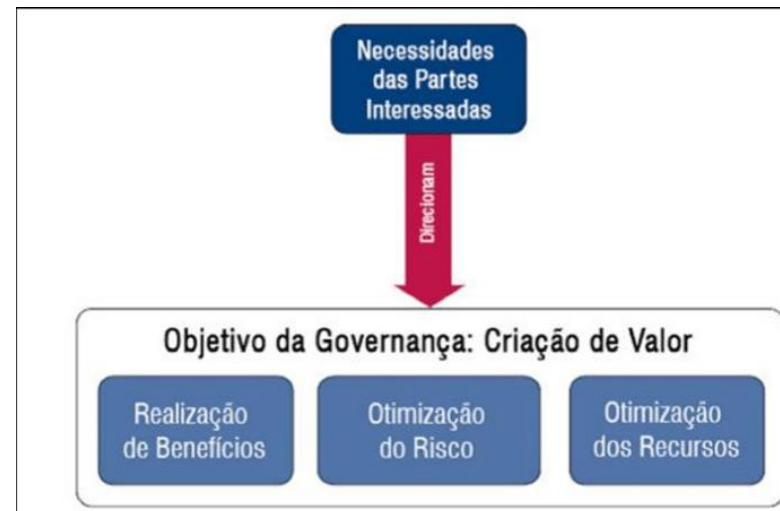 Necessidades
das Partes
Interessadas
Direcionam
Objetivo da Governança: Criação de Valor
Realização
de Benefícios
Otimização
do Risco
Otimização
dos Recursos